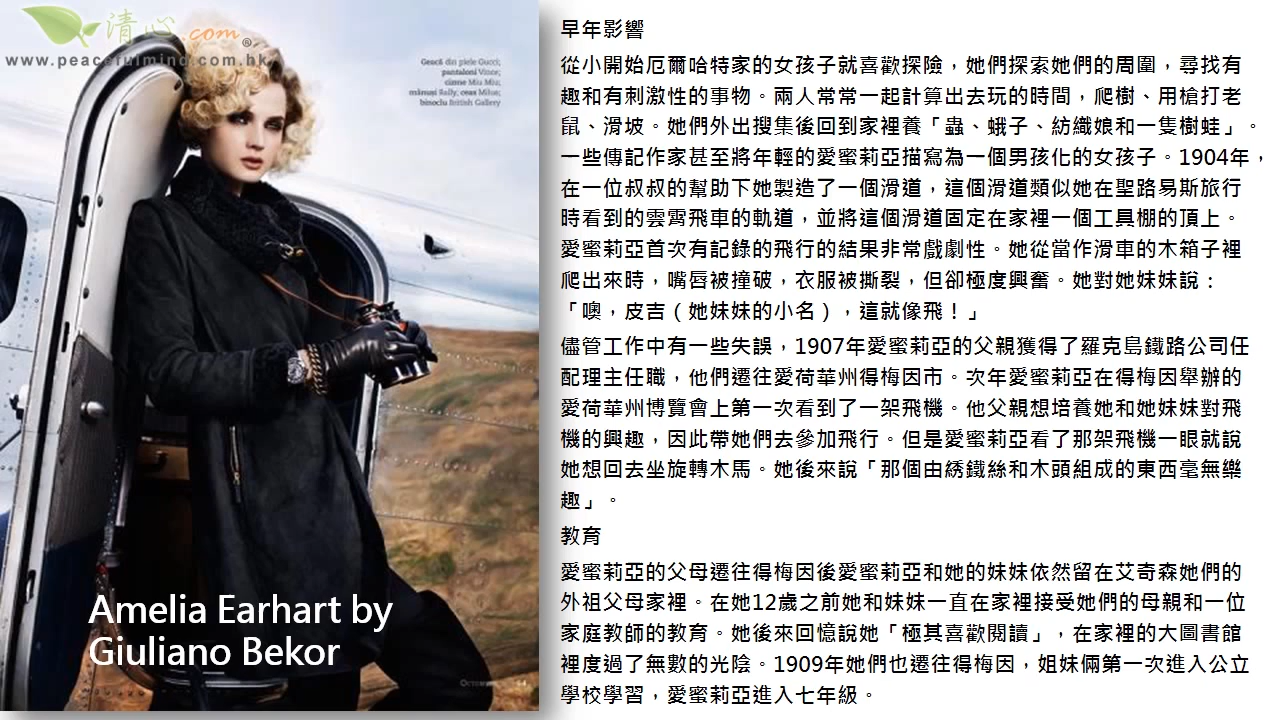 清心.com®
www.peacefulmind.com.hk
Geacă din piele Gucci;
pantaloni Vince;
cizme Miu Miu;
mănuși Rally; ceas Milus;
binoclu British Gallery
Amelia Earhart by
Giuliano Bekor
64
早年影響
從小開始厄爾哈特家的女孩子就喜歡探險，她們探索她們的周圍，尋找有
趣和有刺激性的事物。兩人常常一起計算出去玩的時間，爬樹、用槍打老
鼠、滑坡。她們外出搜集後回到家裡養「蟲、蛾子、紡織娘和一隻樹蛙」。
一些傳記作家甚至將年輕的愛蜜莉亞描寫為一個男孩化的女孩子。1904年，
在一位叔叔的幫助下她製造了一個滑道，這個滑道類似她在聖路易斯旅行
時看到的雲霄飛車的軌道，並將這個滑道固定在家裡一個工具棚的頂上。
愛蜜莉亞首次有記錄的飛行的結果非常戲劇性。她從當作滑車的木箱子裡
爬出來時，嘴唇被撞破，衣服被撕裂，但卻極度興奮。她對她妹妹說：
「噢，皮吉（她妹妹的小名），這就像飛！」
儘管工作中有一些失誤，1907年愛蜜莉亞的父親獲得了羅克島鐵路公司任
配理主任職，他們遷往愛荷華州得梅因市。次年愛蜜莉亞在得梅因舉辦的
愛荷華州博覽會上第一次看到了一架飛機。他父親想培養她和她妹妹對飛
機的興趣，因此帶她們去參加飛行。但是愛蜜莉亞看了那架飛機一眼就說
她想回去坐旋轉木馬。她後來說「那個由綉鐵絲和木頭組成的東西毫無樂
趣」。
教育
愛蜜莉亞的父母遷往得梅因後愛蜜莉亞和她的妹妹依然留在艾奇森她們的
外祖父母家裡。在她12歲之前她和妹妹一直在家裡接受她們的母親和一位
家庭教師的教育。她後來回憶說她「極其喜歡閱讀」，在家裡的大圖書館
裡度過了無數的光陰。1909年她們也遷往得梅因，姐妹倆第一次進入公立
學校學習，愛蜜莉亞進入七年級。